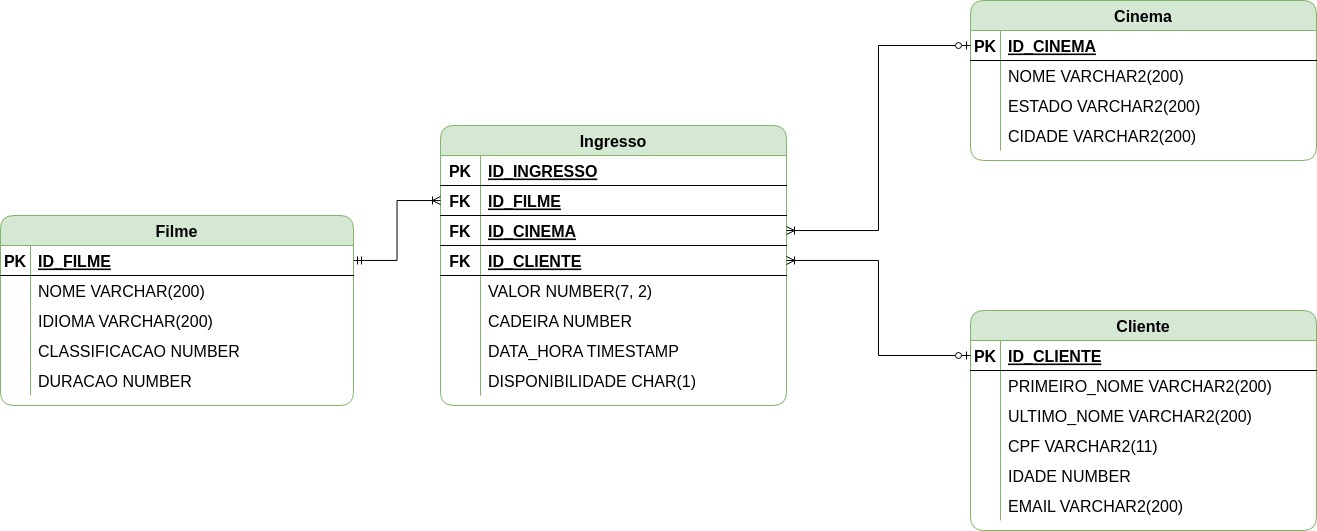 Cinema
PK ID_CINEMA
NOME VARCHAR2(200)
ESTADO VARCHAR2(200)
CIDADE VARCHAR2(200)
Ingresso
PK ID_INGRESSO
FK ID_FILME
FK ID_CINEMA
FK ID_CLIENTE
VALOR NUMBER(7, 2)
CADEIRA NUMBER
DATA_HORA TIMESTAMP
DISPONIBILIDADE CHAR(1)
Filme
PK ID_FILME
NOME VARCHAR(200)
IDIOMA VARCHAR(200)
CLASSIFICACAO NUMBER
DURACAO NUMBER
Cliente
PK ID_CLIENTE
PRIMEIRO_NOME VARCHAR2(200)
ULTIMO_NOME VARCHAR2(200)
CPF VARCHAR2(11)
IDADE NUMBER
EMAIL VARCHAR2(200)